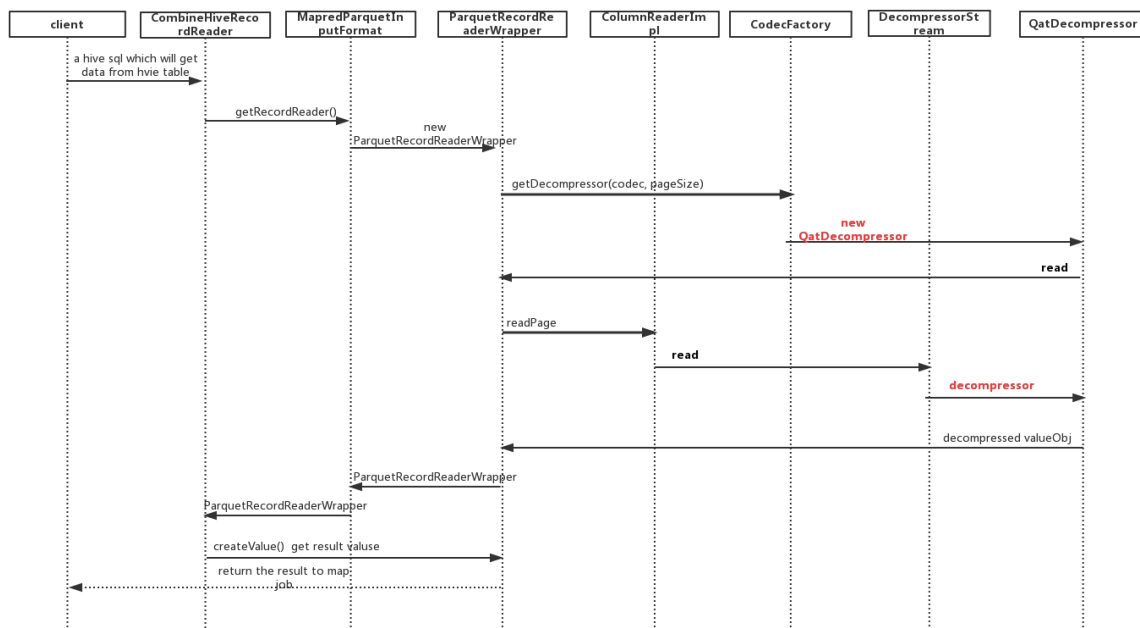 client
CombineHiveReco
rdReader
MapredParquetIn
putFormat
ParquetRecordRe
aderWrapper
ColumnReaderIm
pl
CodecFactory
DecompressorSt
ream
QatDecompressor
a hive sql which will get
data from hvie table
getRecordReader()
new
ParquetRecordReaderWrapper
getDecompressor(codec, pageSize)
new
QatDecompressor
read
readPage
read
decompressor
decompressed valueObj
ParquetRecordReaderWrapper
ParquetRecordReaderWrapper
createValue() get result valuse
return the result to map
job